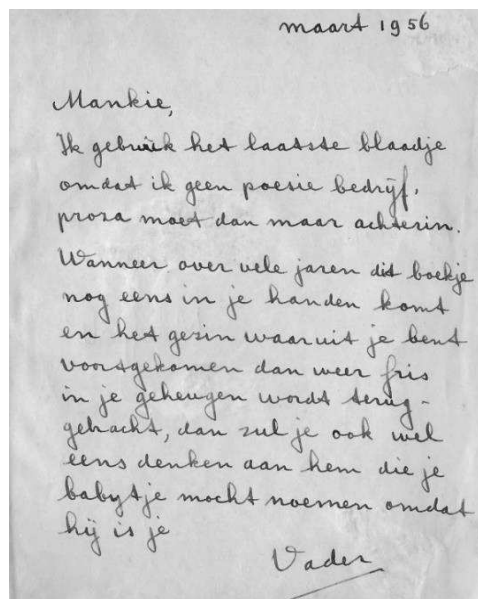 maart 1956
Mankie,
Ik gebruik het laatste blaadje
omdat ik geen poesie bedrijf,
proza moet dan maar achterin.
Wanneer over vele jaren dit boekje
nog eens in je handen komt
en het gezin waaruit je bent
voortgekomen dan weer fris
in je geheugen wordt terug-
gebracht, dan zul je ook wel
eens denken aan hem die je
babytje mocht noemen omdat
hij is je
Vader